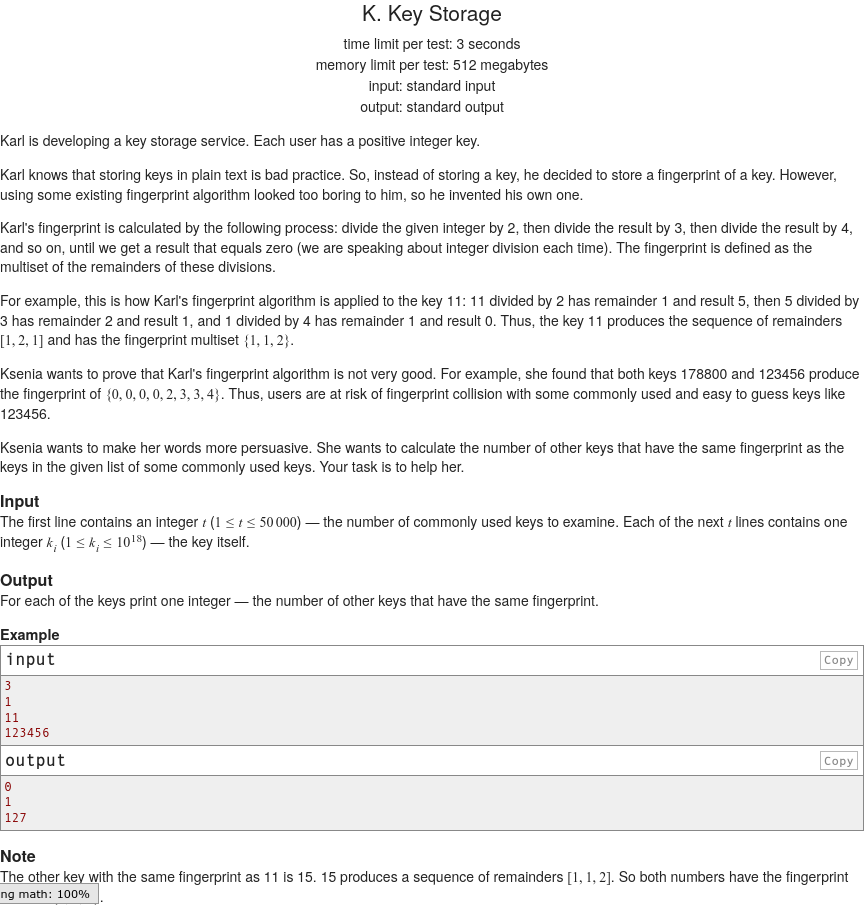 K. Key Storage
time limit per test: 3 seconds
memory limit per test: 512 megabytes
input: standard input
output: standard output
Karl is developing a key storage service. Each user has a positive integer key.
Karl knows that storing keys in plain text is bad practice. So, instead of storing a key, he decided to store a fingerprint of a key. However,
using some existing fingerprint algorithm looked too boring to him, so he invented his own one.
Karl's fingerprint is calculated by the following process: divide the given integer by 2, then divide the result by 3, then divide the result by 4,
and so on, until we get a result that equals zero (we are speaking about integer division each time). The fingerprint is defined as the
multiset of the remainders of these divisions.
For example, this is how Karl's fingerprint algorithm is applied to the key 11: 11 divided by 2 has remainder 1 and result 5, then 5 divided by
3 has remainder 2 and result 1, and 1 divided by 4 has remainder 1 and result 0. Thus, the key 11 produces the sequence of remainders
[1, 2, 1] and has the fingerprint multiset {1, 1, 2}.
Ksenia wants to prove that Karl's fingerprint algorithm is not very good. For example, she found that both keys 178800 and 123456 produce
the fingerprint of {0, 0, 0, 0, 2, 3, 3, 4}. Thus, users are at risk of fingerprint collision with some commonly used and easy to guess keys like
123456.
Ksenia wants to make her words more persuasive. She wants to calculate the number of other keys that have the same fingerprint as the
keys in the given list of some commonly used keys. Your task is to help her.
Input
The first line contains an integer t (1 ≤ t ≤ 50 000) — the number of commonly used keys to examine. Each of the next t lines contains one
integer k_i (1 ≤ k_i ≤ 10^18) — the key itself.
Output
For each of the keys print one integer — the number of other keys that have the same fingerprint.
Example
input Copy
3
1
11
123456
output Copy
0
1
127
Note
The other key with the same fingerprint as 11 is 15. 15 produces a sequence of remainders [1, 1, 2]. So both numbers have the fingerprint
ng math: 100% .